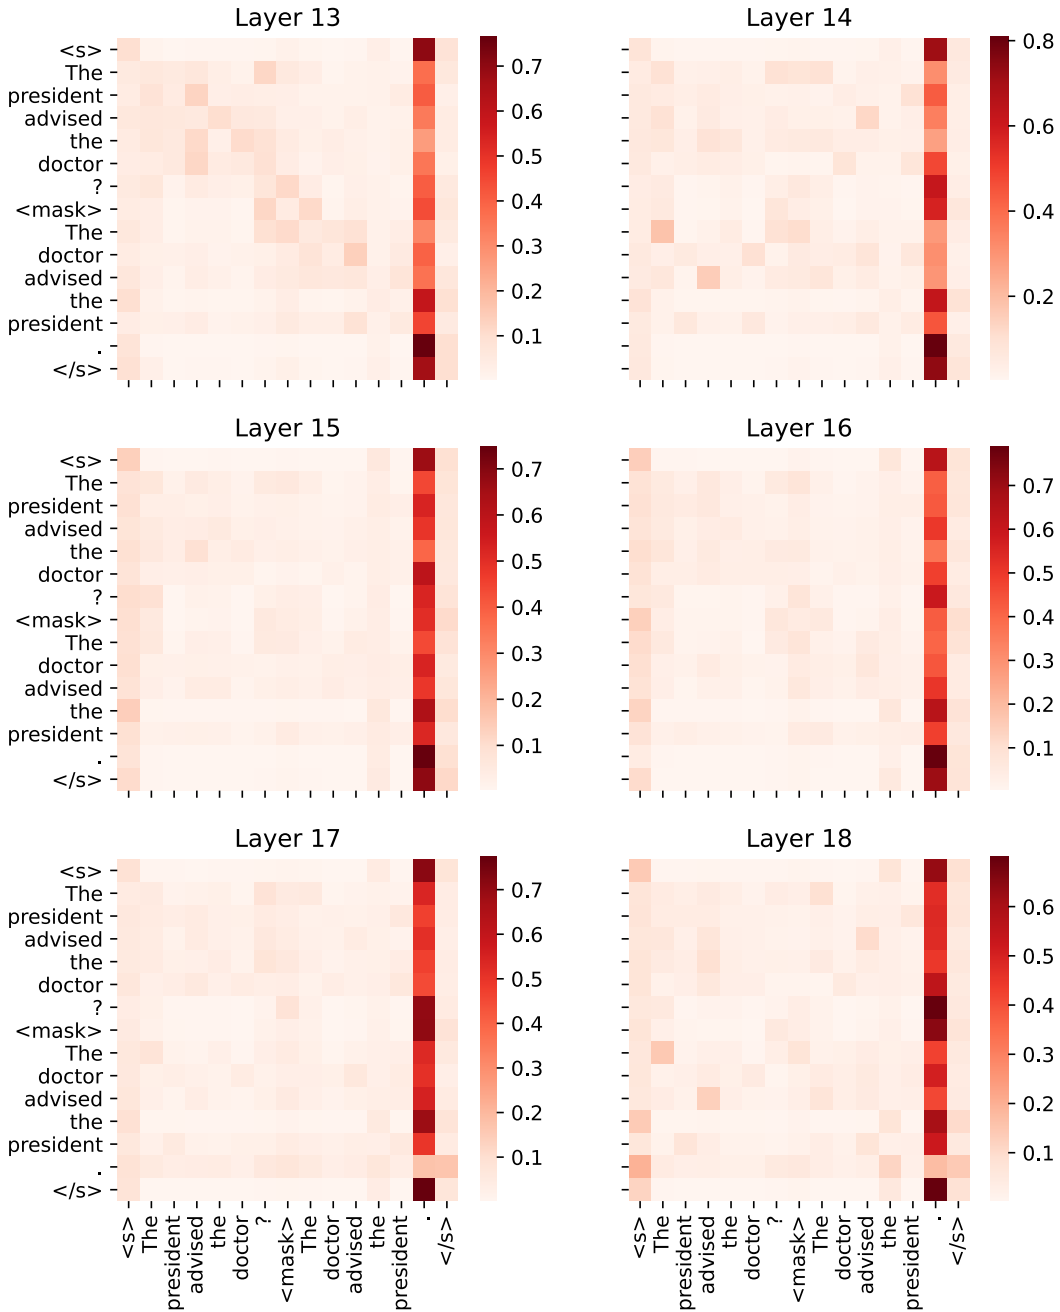 Layer 13
Layer 14
<s>
The
president
advised
the
doctor
?
<mask>
The
doctor
advised
the
president
.
</s>
0.7
0.6
0.5
0.4
0.3
0.2
0.1
0.8
0.6
0.4
0.2
Layer 15
Layer 16
<s>
The
president
advised
the
doctor
?
<mask>
The
doctor
advised
the
president
.
</s>
0.7
0.6
0.5
0.4
0.3
0.2
0.1
0.7
0.6
0.5
0.4
0.3
0.2
0.1
Layer 17
Layer 18
<s>
The
president
advised
the
doctor
?
<mask>
The
doctor
advised
the
president
.
</s>
0.7
0.6
0.5
0.4
0.3
0.2
0.1
0.6
0.5
0.4
0.3
0.2
0.1
<s>
The
president
advised
the
doctor
?
<mask>
The
doctor
advised
the
president
.
</s>
<s>
The
president
advised
the
doctor
?
<mask>
The
doctor
advised
the
president
.
</s>